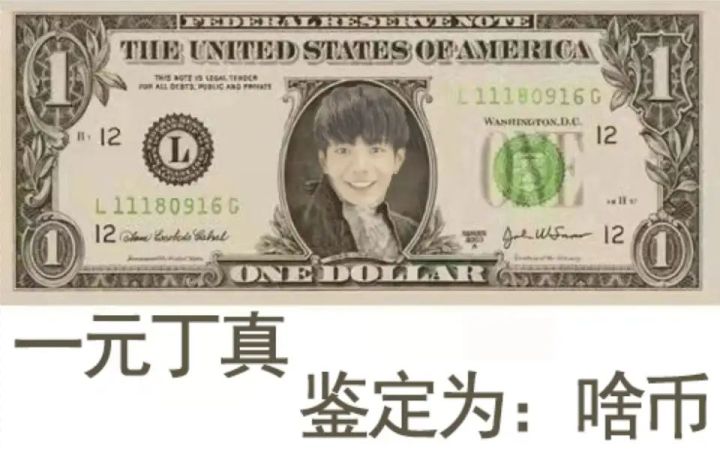 FEDERAL RESERVE NOTE
THE UNITED STATES OF AMERICA
THIS NOTE IS LEGAL TENDER
FOR ALL DEBTS, PUBLIC AND PRIVATE
L 11180916 G
WASHINGTON, D.C.
1
1
12
12
L
ONE
L 11180916 G
12
12
SERIES
2003
A
1
1
ONE DOLLAR
一元丁真
鉴定为：啥币